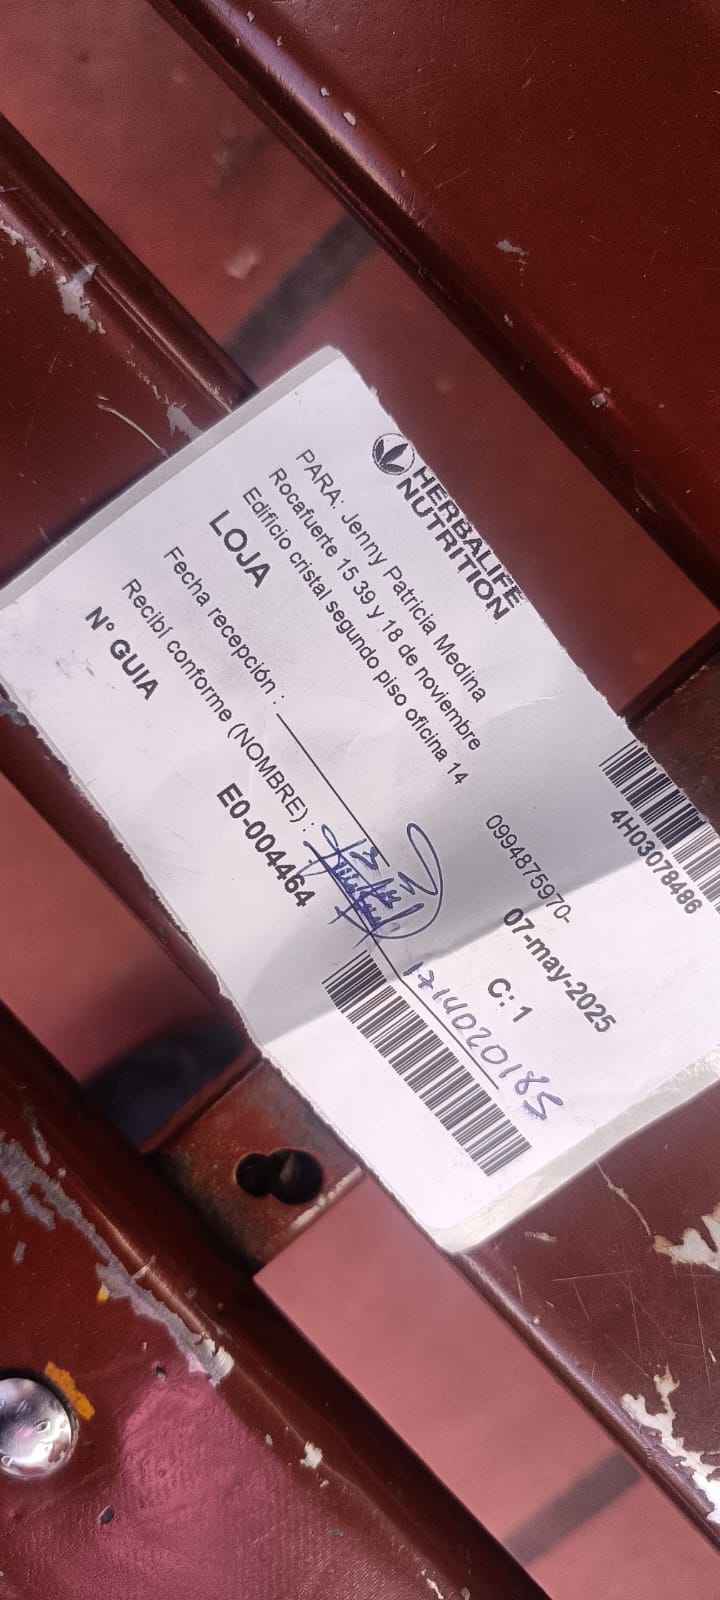 HERBALIFE
NUTRITION
4H03078486
PARA: Jenny Patricia Medina
Rocafuerte 15 39 y 18 de noviembre
Edificio cristal segundo piso oficina 14
0994875970-
LOJA
07-may-2025
Fecha recepción :
C: 1
Recibí conforme (NOMBRE) :
1714020185
Nº GUIA
E0-004464